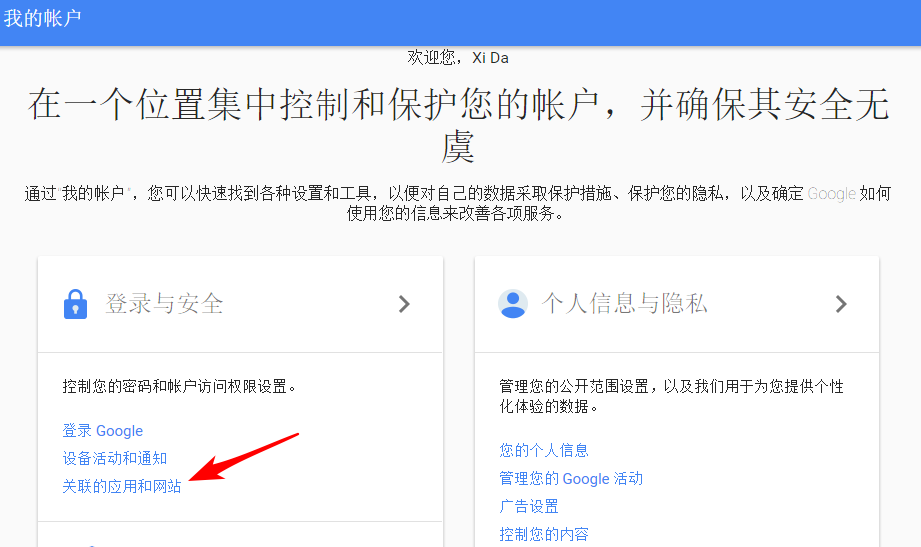 我的帐户
欢迎您，Xi Da
在一个位置集中控制和保护您的帐户，并确保其安全无
虞
通过“我的帐户”，您可以快速找到各种设置和工具，以便对自己的数据采取保护措施、保护您的隐私，以及确定 Google 如何
使用您的信息来改善各项服务。
登录与安全
控制您的密码和帐户访问权限设置。
登录 Google
设备活动和通知
关联的应用和网站
个人信息与隐私
管理您的公开范围设置，以及我们用于为您提供个性
化体验的数据。
您的个人信息
管理您的 Google 活动
广告设置
控制您的内容